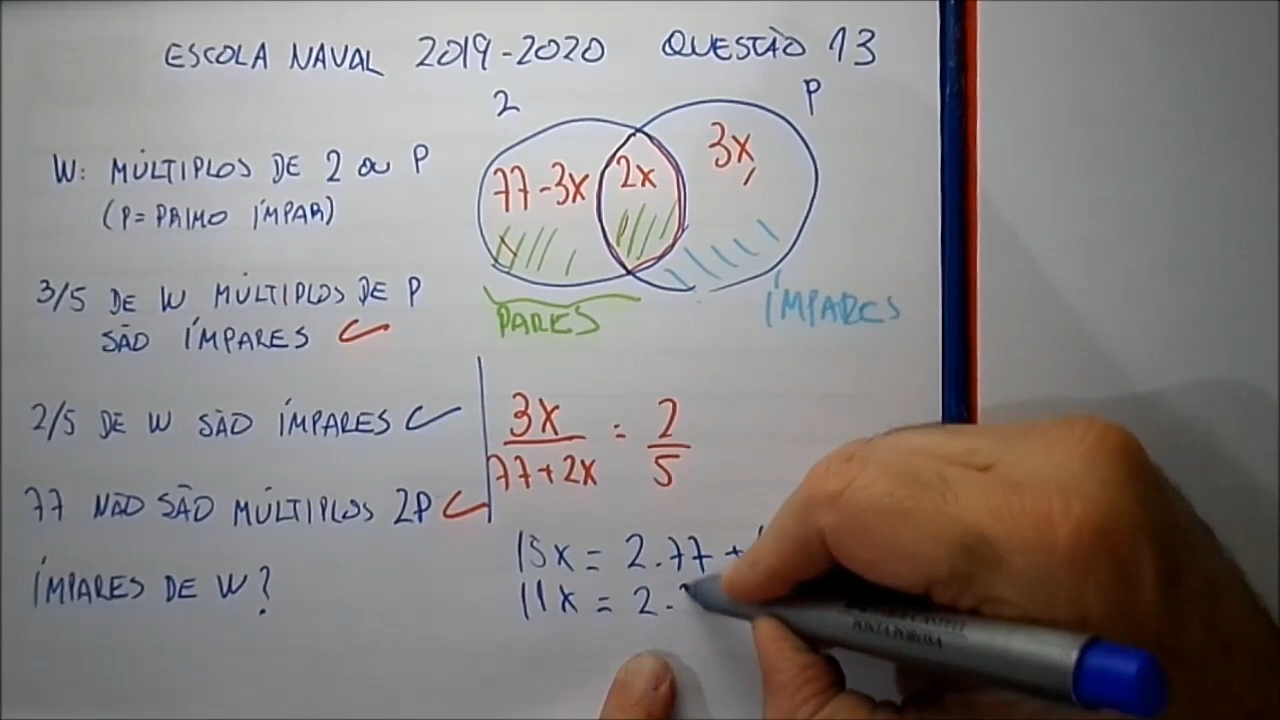 ESCOLA NAVAL 2019-2020 QUESTÃO 13
W: MÚLTIPLOS DE 2 OU P
(P=PRIMO ÍMPAR)
3/5 DE W MÚLTIPLOS DE P
SÃO ÍMPARES
2/5 DE W SÃO ÍMPARES
77 NÃO SÃO MÚLTIPLOS 2P
ÍMPARES DE W?
2 P
77-3x 2x 3x
PARES ÍMPARES
3x/77+2x = 2/5
15x = 2.77 +
11x = 2.